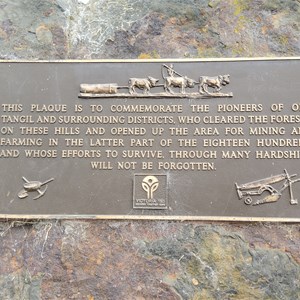 THIS PLAQUE IS TO COMMEMORATE THE PIONEERS OF O
TANGIL AND SURROUNDING DISTRICTS, WHO CLEARED THE FORES
ON THESE HILLS AND OPENED UP THE AREA FOR MINING A
FARMING IN THE LATTER PART OF THE EIGHTEEN HUNDRE
AND WHOSE EFFORTS TO SURVIVE, THROUGH MANY HARDSHI
WILL NOT BE FORGOTTEN.
VICTORIA 150